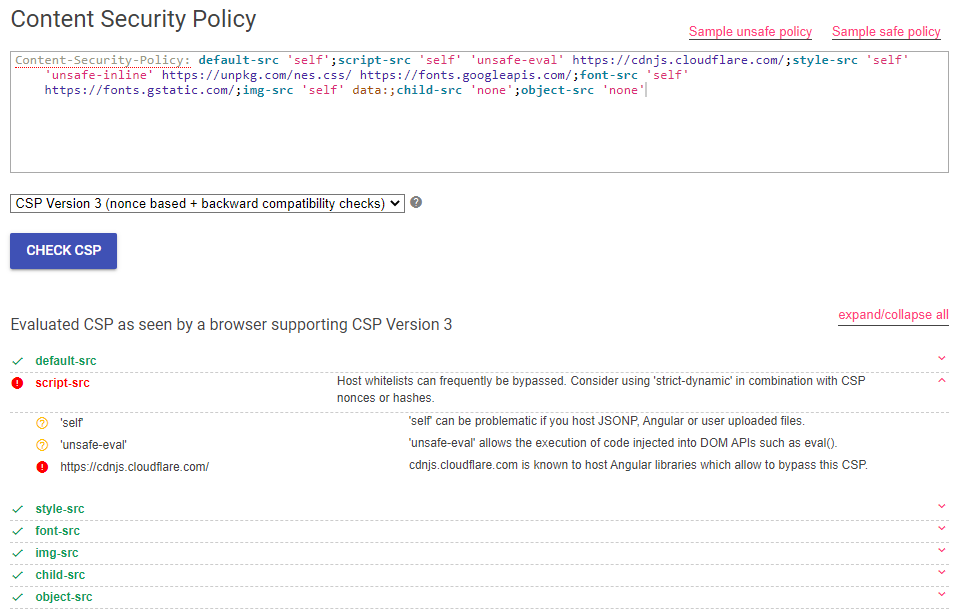 Content Security Policy
Sample unsafe policy Sample safe policy
Content-Security-Policy: default-src 'self';script-src 'self' 'unsafe-eval' https://cdnjs.cloudflare.com/;style-src 'self'
'unsafe-inline' https://unpkg.com/nes.css/ https://fonts.googleapis.com/;font-src 'self'
https://fonts.gstatic.com/;img-src 'self' data:;child-src 'none';object-src 'none'
CSP Version 3 (nonce based + backward compatibility checks) ?
CHECK CSP
expand/collapse all
Evaluated CSP as seen by a browser supporting CSP Version 3
default-src
script-src Host whitelists can frequently be bypassed. Consider using 'strict-dynamic' in combination with CSP
nonces or hashes.
'self' 'self' can be problematic if you host JSONP, Angular or user uploaded files.
'unsafe-eval' 'unsafe-eval' allows the execution of code injected into DOM APIs such as eval().
https://cdnjs.cloudflare.com/ cdnjs.cloudflare.com is known to host Angular libraries which allow to bypass this CSP.
style-src
font-src
img-src
child-src
object-src